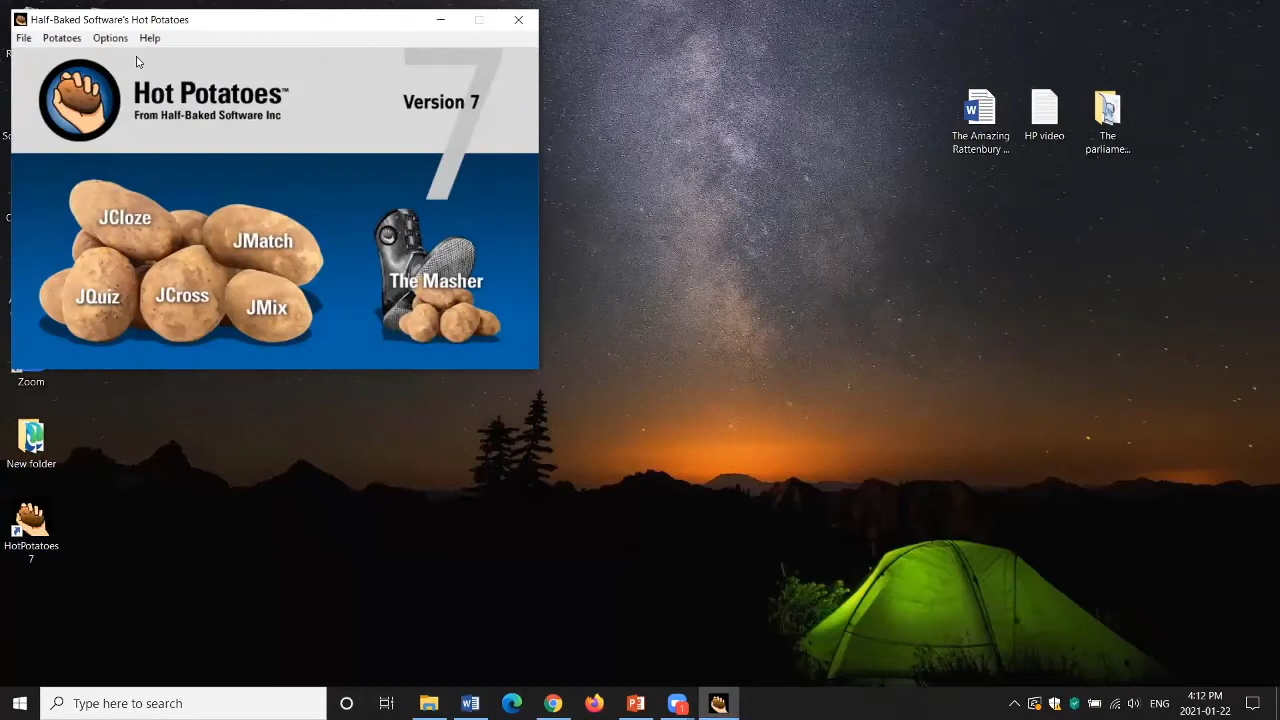 Half-Baked Software's Hot Potatoes
File Potatoes Options Help
Hot Potatoes™
From Half-Baked Software Inc
Version 7
7
JCloze
JMatch
JQuiz
JCross
JMix
The Masher
The Amazing
Rattenbury ...
HP video
The
parliame...
Zoom
New folder
HotPotatoes
7
Type here to search
W
P
1
ENG
4:12 PM
2021-01-22